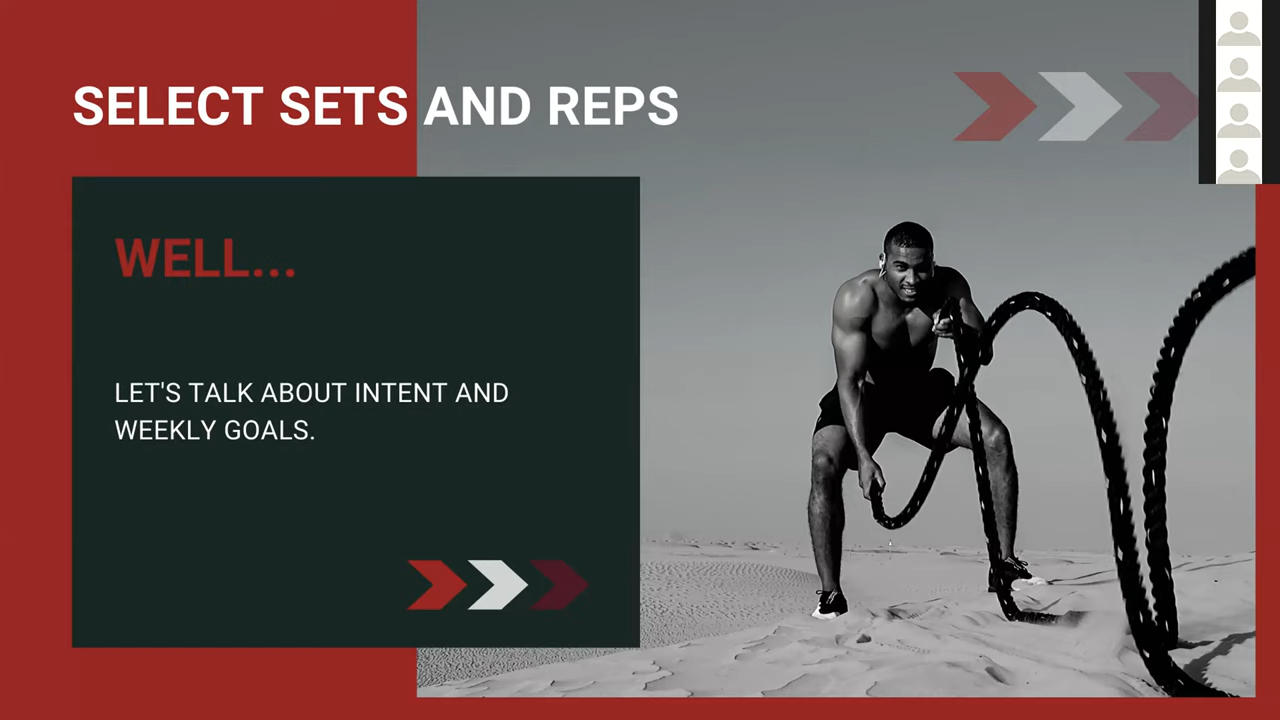 SELECT SETS AND REPS
WELL...
LET'S TALK ABOUT INTENT AND
WEEKLY GOALS.